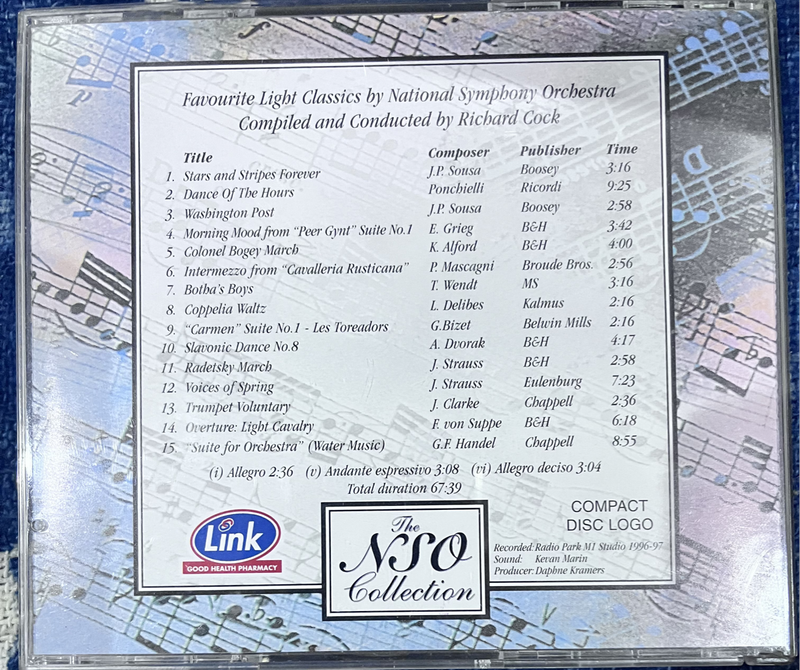 Favourite Light Classics by National Symphony Orchestra
Compiled and Conducted by Richard Cock
Title Composer Publisher Time
1. Stars and Stripes Forever J.P. Sousa Boosey 3:16
2. Dance Of The Hours Ponchielli Ricordi 9:25
3. Washington Post J.P. Sousa Boosey 2:58
4. Morning Mood from "Peer Gynt" Suite No.1 E. Grieg B&H 3:42
5. Colonel Bogey March K. Alford B&H 4:00
6. Intermezzo from "Cavalleria Rusticana" P. Mascagni Broude Bros. 2:56
7. Botha's Boys T. Wendt MS 3:16
8. Coppelia Waltz L. Delibes Kalmus 2:16
9. "Carmen" Suite No.1 - Les Toreadors G.Bizet Belwin Mills 2:16
10. Slavonic Dance No.8 A. Dvorak B&H 4:17
11. Radetsky March J. Strauss B&H 2:58
12. Voices of Spring J. Strauss Eulenburg 7:23
13. Trumpet Voluntary J. Clarke Chappell 2:36
14. Overture: Light Cavalry F. von Suppe B&H 6:18
15. "Suite for Orchestra" (Water Music) G.F. Handel Chappell 8:55
(i) Allegro 2:36 (v) Andante espressivo 3:08 (vi) Allegro deciso 3:04
Total duration 67:39
Link
GOOD HEALTH PHARMACY
The
NSO
Collection
COMPACT
DISC LOGO
Recorded: Radio Park M1 Studio 1996-97
Sound: Kevan Marin
Producer: Daphne Kramers